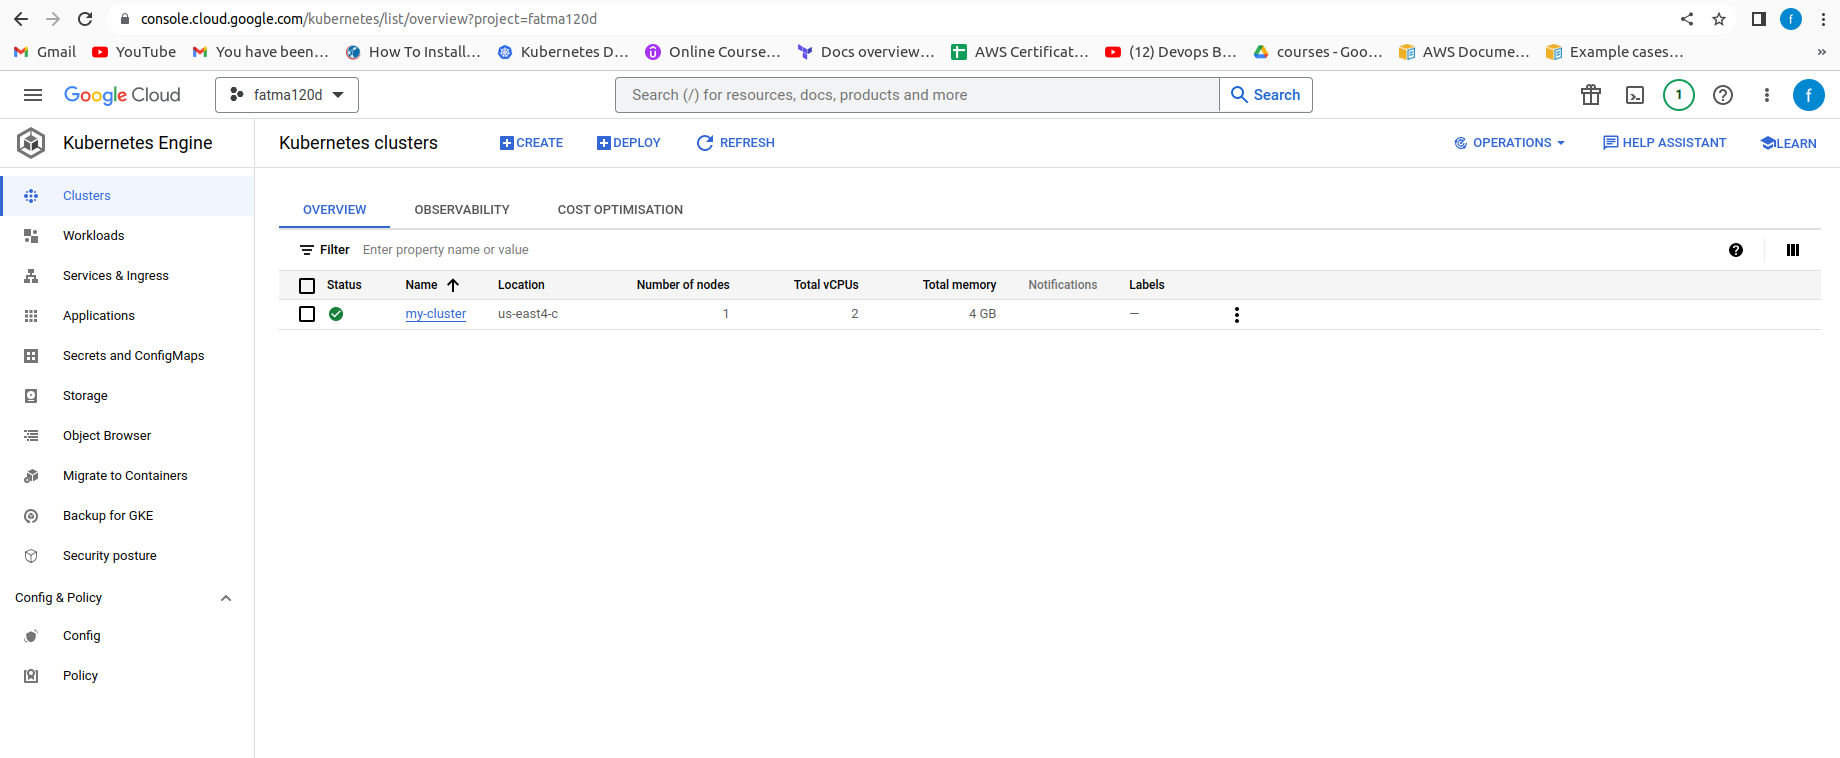 console.cloud.google.com/kubernetes/list/overview?project=fatma120d
f
Gmail YouTube You have been... How To Install... Kubernetes D... Online Course... Docs overview... AWS Certificat... (12) Devops B... courses - Goo... AWS Docume... Example cases... »
Google Cloud fatma120d Search (/) for resources, docs, products and more Search 1 f
Kubernetes Engine
Kubernetes clusters CREATE DEPLOY REFRESH OPERATIONS HELP ASSISTANT LEARN
Clusters
Workloads
Services & Ingress
Applications
Secrets and ConfigMaps
Storage
Object Browser
Migrate to Containers
Backup for GKE
Security posture
Config & Policy
Config
Policy
OVERVIEW OBSERVABILITY COST OPTIMISATION
Filter Enter property name or value
Status Name Location Number of nodes Total vCPUs Total memory Notifications Labels
my-cluster us-east4-c 1 2 4 GB —